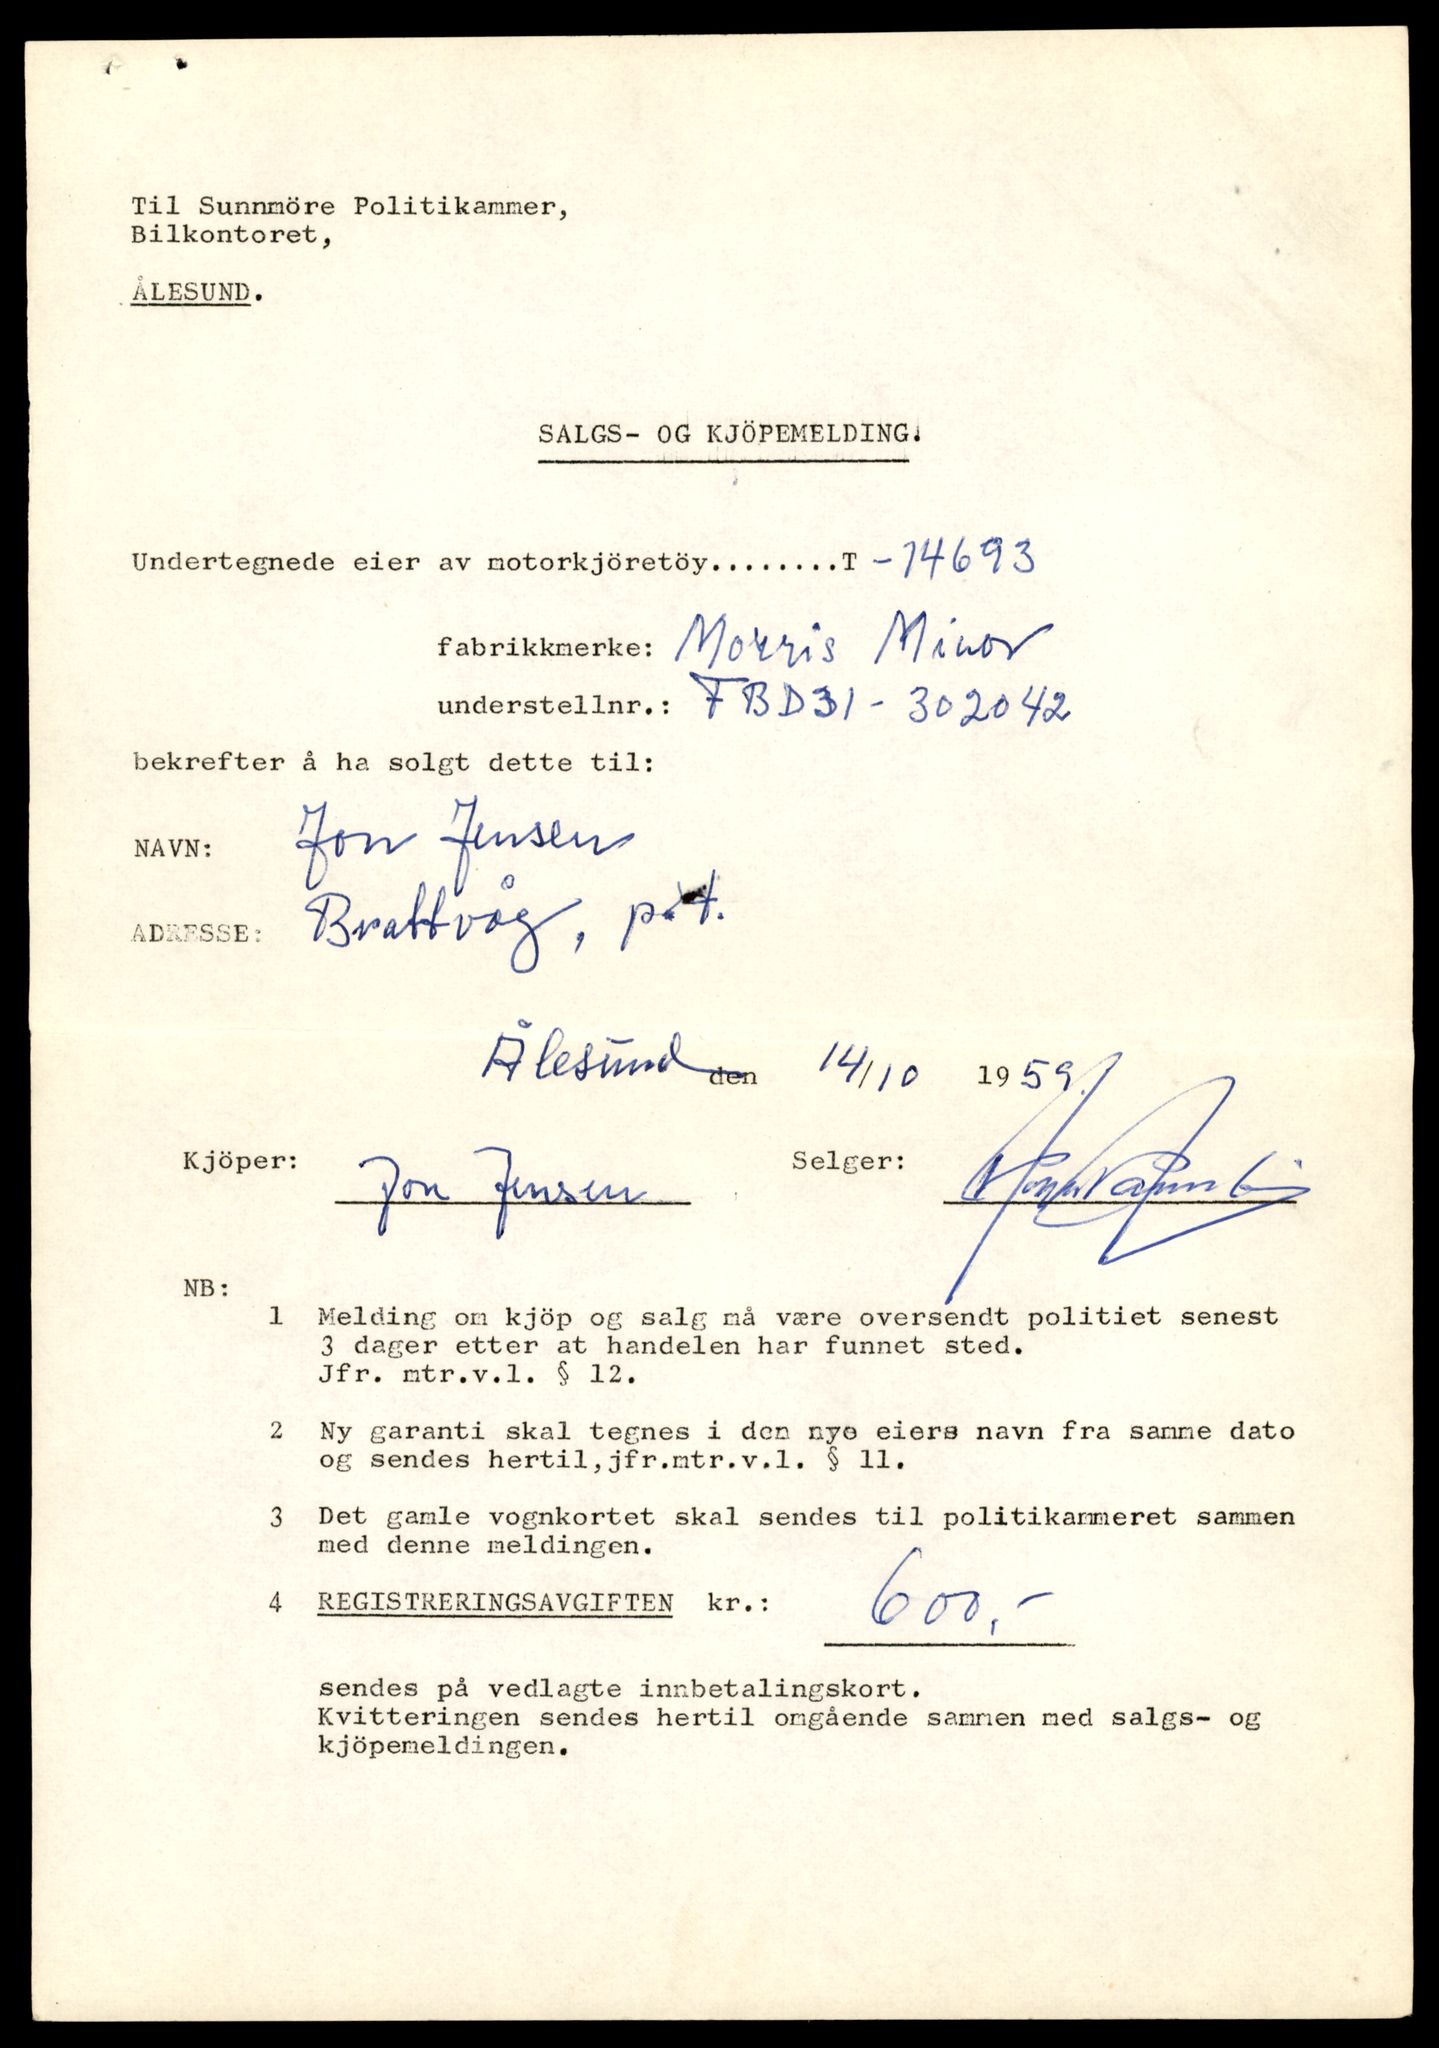 Til Sunnmöre Politikammer,
Bilkontoret,
ÅLESUND.
SALGS- OG KJÖPEMELDING.
Undertegnede eier av motorkjöretöy........T -14693
fabrikkmerke: Morris Minor
understellnr.: FBD31-302042
bekrefter å ha solgt dette til:
NAVN: Jon Jensen
ADRESSE: Brattvåg, p.t.
Ålesund den 14/10 1959.
Kjöper: Jon Jensen Selger:
NB:
1 Melding om kjöp og salg må være oversendt politiet senest
3 dager etter at handelen har funnet sted.
Jfr. mtr.v.l. § 12.
2 Ny garanti skal tegnes i den nye eiers navn fra samme dato
og sendes hertil,jfr.mtr.v.l. § 11.
3 Det gamle vognkortet skal sendes til politikammeret sammen
med denne meldingen.
4 REGISTRERINGSAVGIFTEN kr.: 600,-
sendes på vedlagte innbetalingskort.
Kvitteringen sendes hertil omgående sammen med salgs- og
kjöpemeldingen.